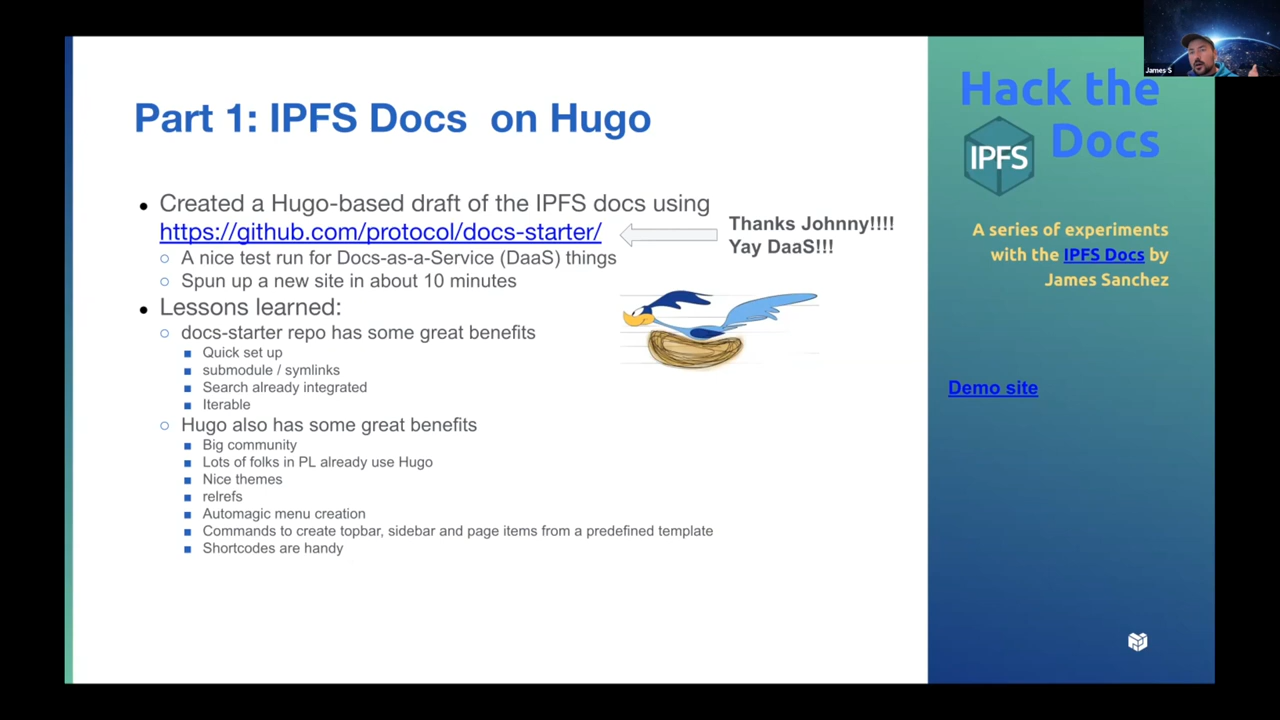 Part 1: IPFS Docs on Hugo
Created a Hugo-based draft of the IPFS docs using
https://github.com/protocol/docs-starter/
A nice test run for Docs-as-a-Service (DaaS) things
Spun up a new site in about 10 minutes
Lessons learned:
docs-starter repo has some great benefits
Quick set up
submodule / symlinks
Search already integrated
Iterable
Hugo also has some great benefits
Big community
Lots of folks in PL already use Hugo
Nice themes
relrefs
Automagic menu creation
Commands to create topbar, sidebar and page items from a predefined template
Shortcodes are handy
Thanks Johnny!!!!
Yay DaaS!!!
James S
Hack the
IPFS Docs
A series of experiments
with the IPFS Docs by
James Sanchez
Demo site